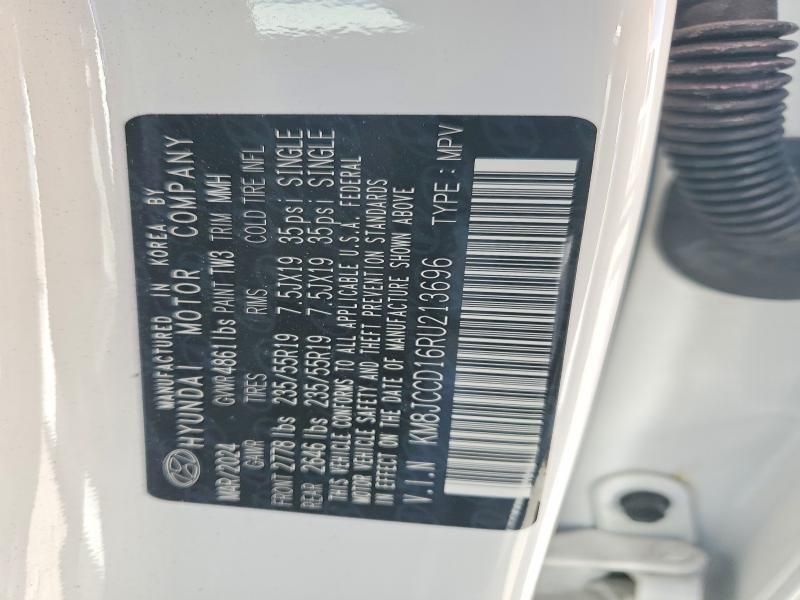 MANUFACTURED IN KOREA BY
HYUNDAI MOTOR COMPANY
MAR/2024 GVWR 4861lbs PAINT TW3 TRIM MMH
GAWR TIRES RIMS COLD TIRE INFL
FRONT 2778 lbs 235/55R19 7.5JX19 35psi SINGLE
REAR 2646 lbs 235/55R19 7.5JX19 35psi SINGLE
THIS VEHICLE CONFORMS TO ALL APPLICABLE U.S.A. FEDERAL
MOTOR VEHICLE SAFETY AND THEFT PREVENTION STANDARDS
IN EFFECT ON THE DATE OF MANUFACTURE SHOWN ABOVE
V.I.N KM8JCCD16RU213696 TYPE : MPV